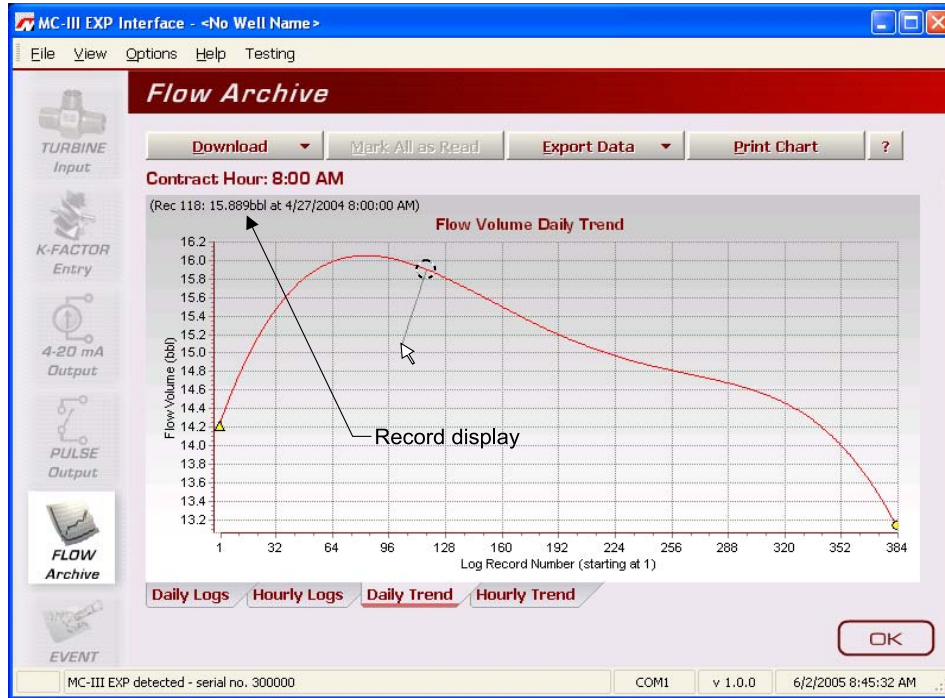 MC-III EXP Interface - <No Well Name>
File View Options Help Testing
TURBINE
Input
K-FACTOR
Entry
4-20 mA
Output
PULSE
Output
FLOW
Archive
EVENT
Flow Archive
Download Mark All as Read Export Data Print Chart ?
Contract Hour: 8:00 AM
(Rec 118: 15.889bbl at 4/27/2004 8:00:00 AM)
Flow Volume Daily Trend
Flow Volume (bbl)
16.2
16.0
15.8
15.6
15.4
15.2
15.0
14.8
14.6
14.4
14.2
14.0
13.8
13.6
13.4
13.2
Record display
1 32 64 96 128 160 192 224 256 288 320 352 384
Log Record Number (starting at 1)
Daily Logs Hourly Logs Daily Trend Hourly Trend
OK
MC-III EXP detected - serial no. 300000 COM1 v 1.0.0 6/2/2005 8:45:32 AM